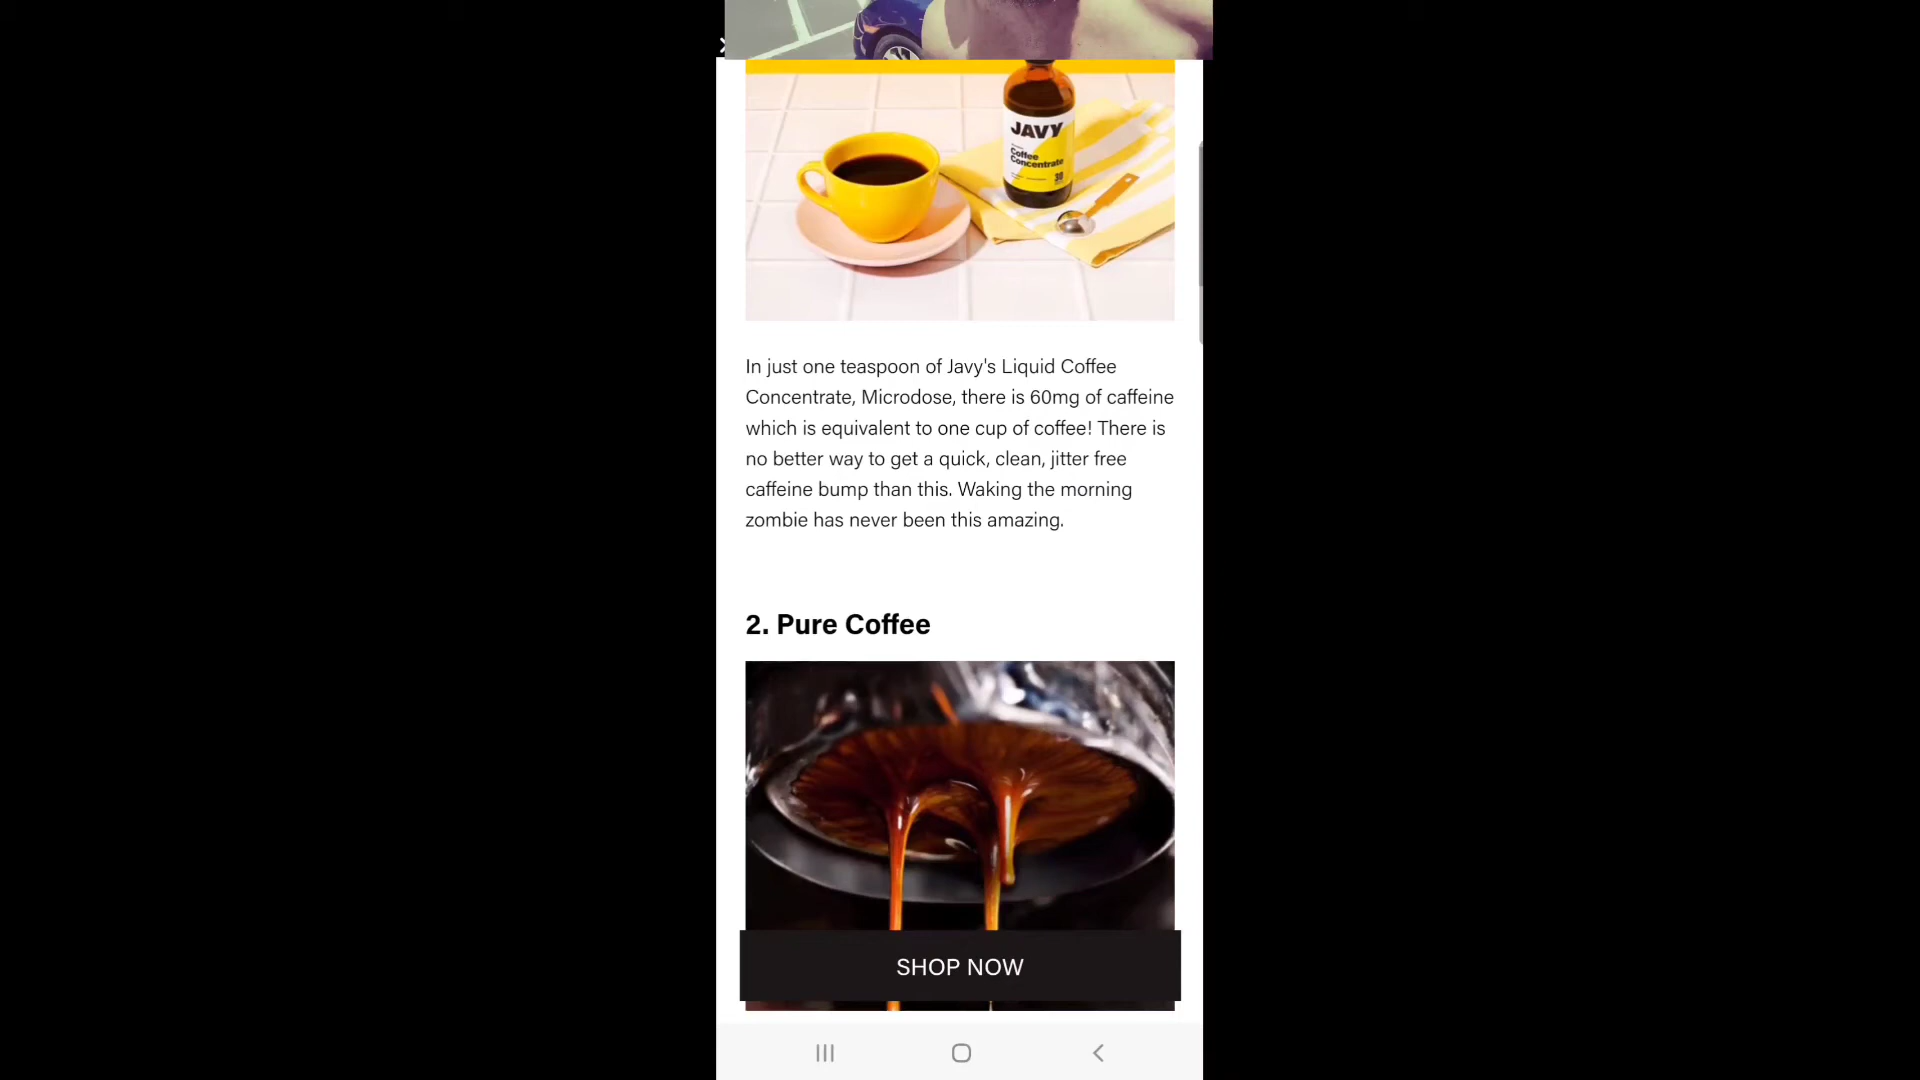 JAVY
Coffee
Concentrate
30
In just one teaspoon of Javy's Liquid Coffee
Concentrate, Microdose, there is 60mg of caffeine
which is equivalent to one cup of coffee! There is
no better way to get a quick, clean, jitter free
caffeine bump than this. Waking the morning
zombie has never been this amazing.
2. Pure Coffee
SHOP NOW